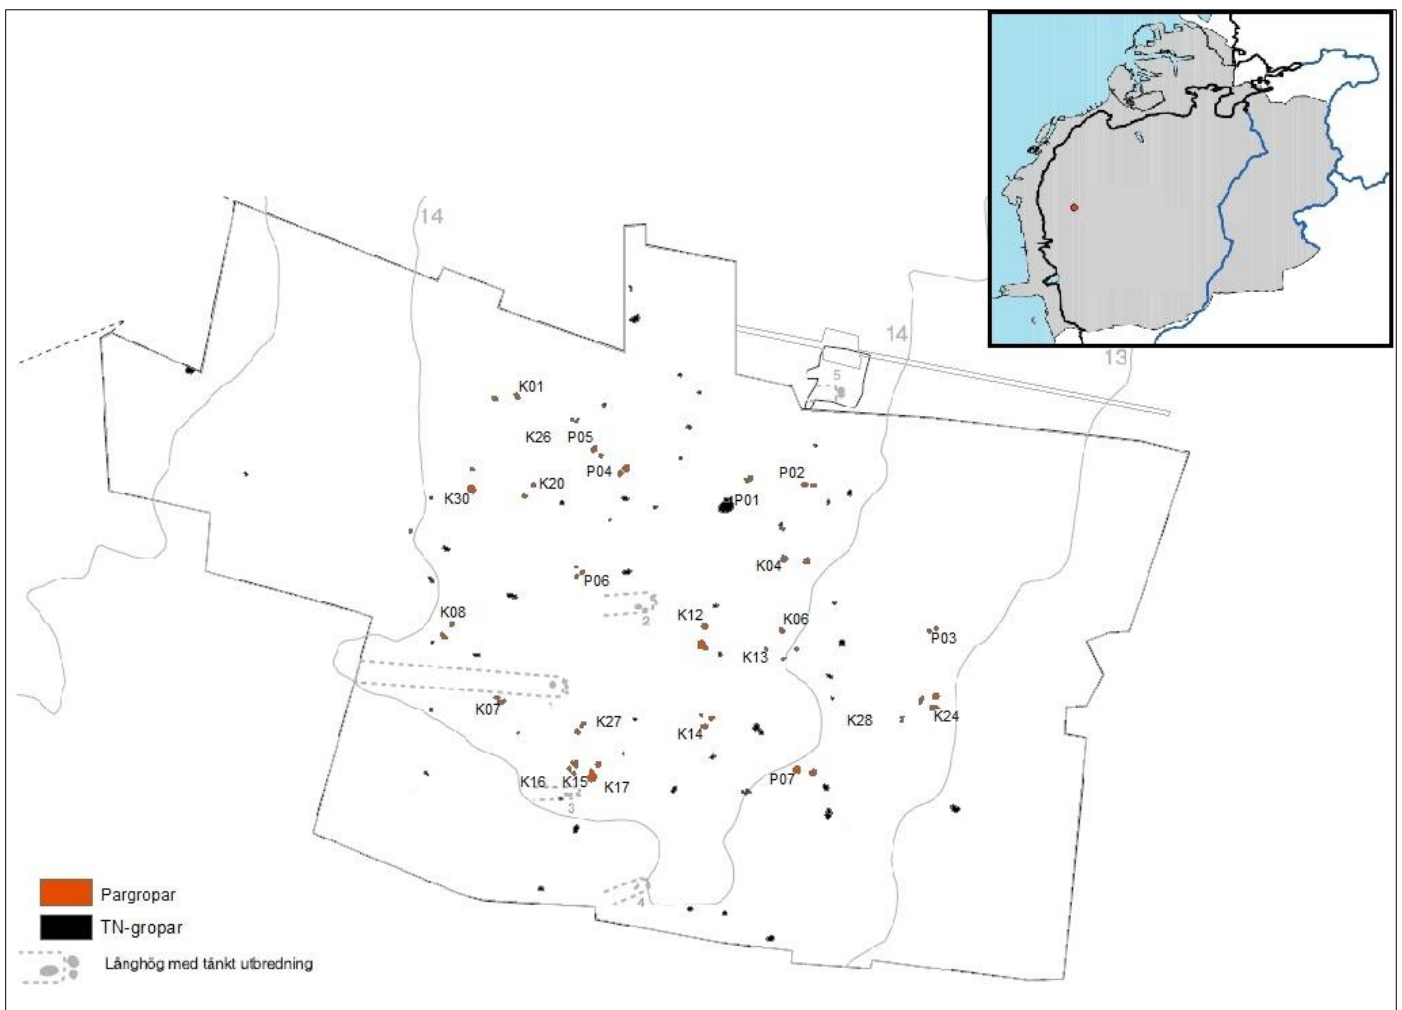 14
14
13
5
K01
K26 P05
P04
P02
K30
K20
P01
K04
P06
2
K08
K12
K06
P03
K13
K07
1
K27
K14
K28
K24
K16 K15
K17
P07
3
4
Pargropar
TN-gropar
Långhög med tänkt utbredning